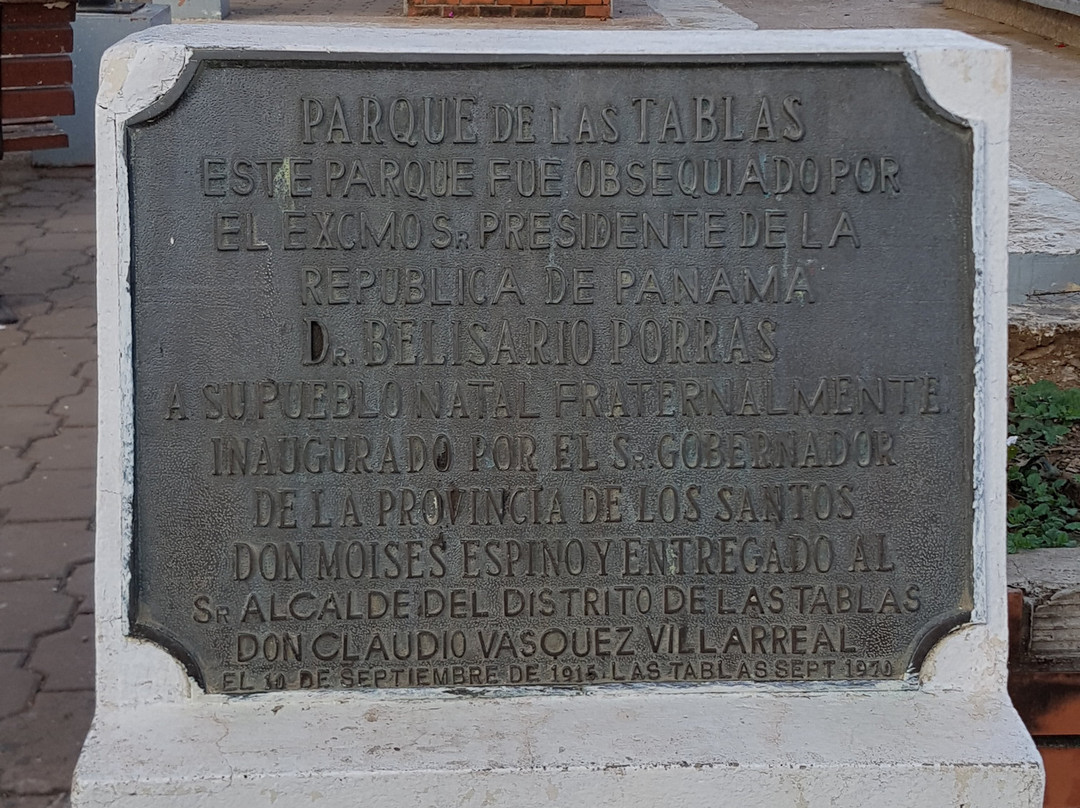 PARQUE DE LAS TABLAS
ESTE PARQUE FUE OBSEQUIADO POR
EL EXCMO SR PRESIDENTE DE LA
REPUBLICA DE PANAMA
DR. BELISARIO PORRAS
A SU PUEBLO NATAL FRATERNALMENTE
INAUGURADO POR EL SR. GOBERNADOR
DE LA PROVINCIA DE LOS SANTOS
DON MOISES ESPINO Y ENTREGADO AL
SR ALCALDE DEL DISTRITO DE LAS TABLAS
DON CLAUDIO VASQUEZ VILLARREAL
EL 10 DE SEPTIEMBRE DE 1915. LAS TABLAS SEPT 1970